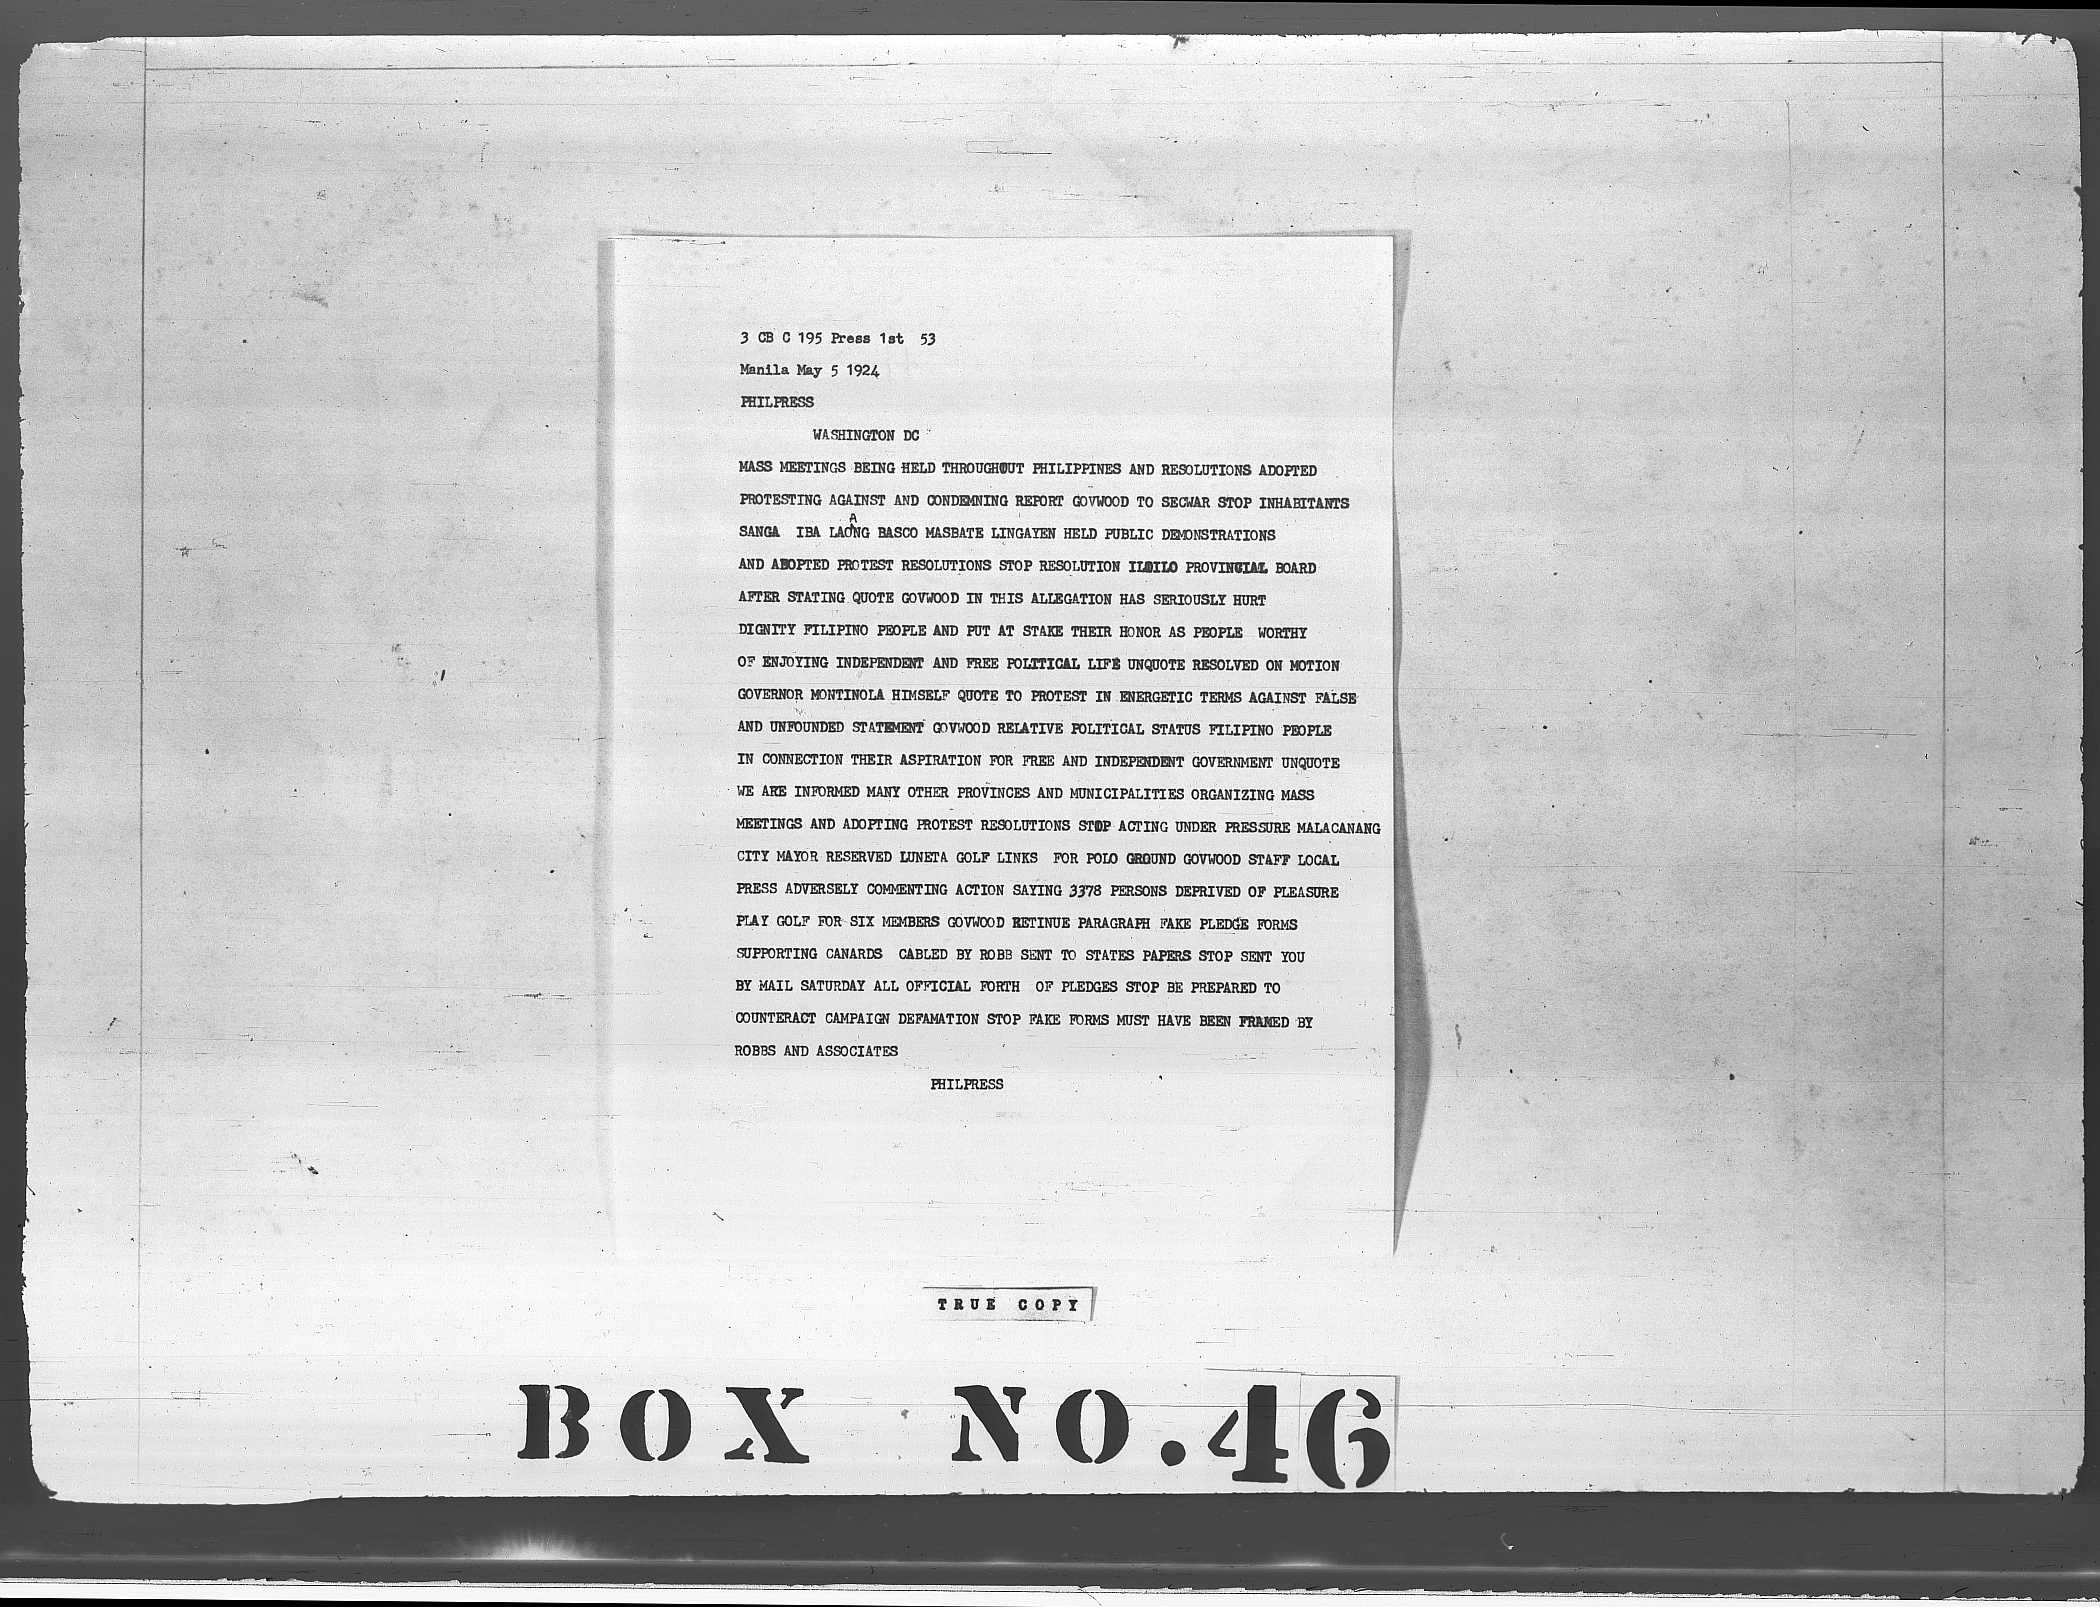 3 CB C 195 Press 1st 53
Manila May 5 1924
PHILPRESS
WASHINGTON DC
MASS MEETINGS BEING HELD THROUGHOUT PHILIPPINES AND RESOLUTIONS ADOPTED
PROTESTING AGAINST AND CONDEMNING REPORT GOVWOOD TO SECWAR STOP INHABITANTS
A
SANGA IBA LAONG BASCO MASBATE LINGAYEN HELD PUBLIC DEMONSTRATIONS
AND ADOPTED PROTEST RESOLUTIONS STOP RESOLUTION ILOILO PROVINCIAL BOARD
AFTER STATING QUOTE GOVWOOD IN THIS ALLEGATION HAS SERIOUSLY HURT
DIGNITY FILIPINO PEOPLE AND PUT AT STAKE THEIR HONOR AS PEOPLE WORTHY
OF ENJOYING INDEPENDENT AND FREE POLITICAL LIFE UNQUOTE RESOLVED ON MOTION
GOVERNOR MONTINOLA HIMSELF QUOTE TO PROTEST IN ENERGETIC TERMS AGAINST FALSE
AND UNFOUNDED STATEMENT GOVWOOD RELATIVE POLITICAL STATUS FILIPINO PEOPLE
IN CONNECTION THEIR ASPIRATION FOR FREE AND INDEPENDENT GOVERNMENT UNQUOTE
WE ARE INFORMED MANY OTHER PROVINCES AND MUNICIPALITIES ORGANIZING MASS
MEETINGS AND ADOPTING PROTEST RESOLUTIONS STOP ACTING UNDER PRESSURE MALACANANG
CITY MAYOR RESERVED LUNETA GOLF LINKS FOR POLO GROUND GOVWOOD STAFF LOCAL
PRESS ADVERSELY COMMENTING ACTION SAYING 3378 PERSONS DEPRIVED OF PLEASURE
PLAY GOLF FOR SIX MEMBERS GOVWOOD RETINUE PARAGRAPH FAKE PLEDGE FORMS
SUPPORTING CANARDS CABLED BY ROBB SENT TO STATES PAPERS STOP SENT YOU
BY MAIL SATURDAY ALL OFFICIAL FORTH OF PLEDGES STOP BE PREPARED TO
COUNTERACT CAMPAIGN DEFAMATION STOP FAKE FORMS MUST HAVE BEEN FRAMED BY
ROBBS AND ASSOCIATES
PHILPRESS
TRUE COPY
BOX NO.46